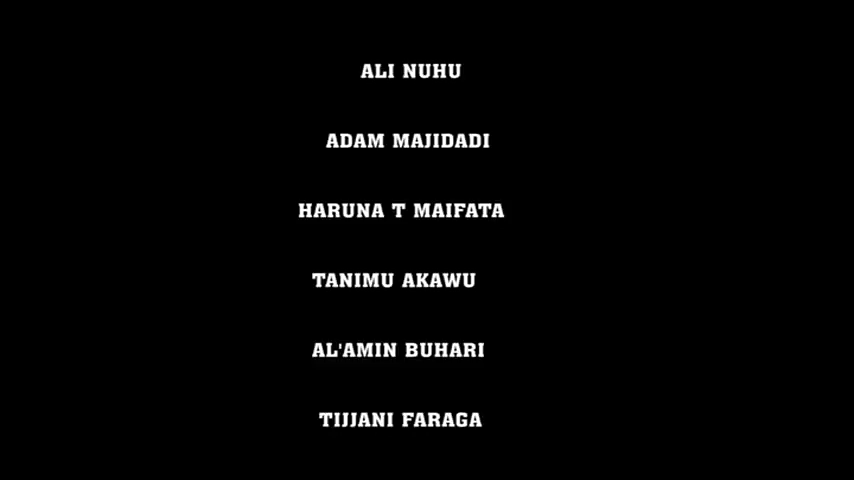 ALI NUHU
ADAM MAJIDADI
HARUNA T MAIFATA
TANIMU AKAWU
AL'AMIN BUHARI
TIJJANI FARAGA